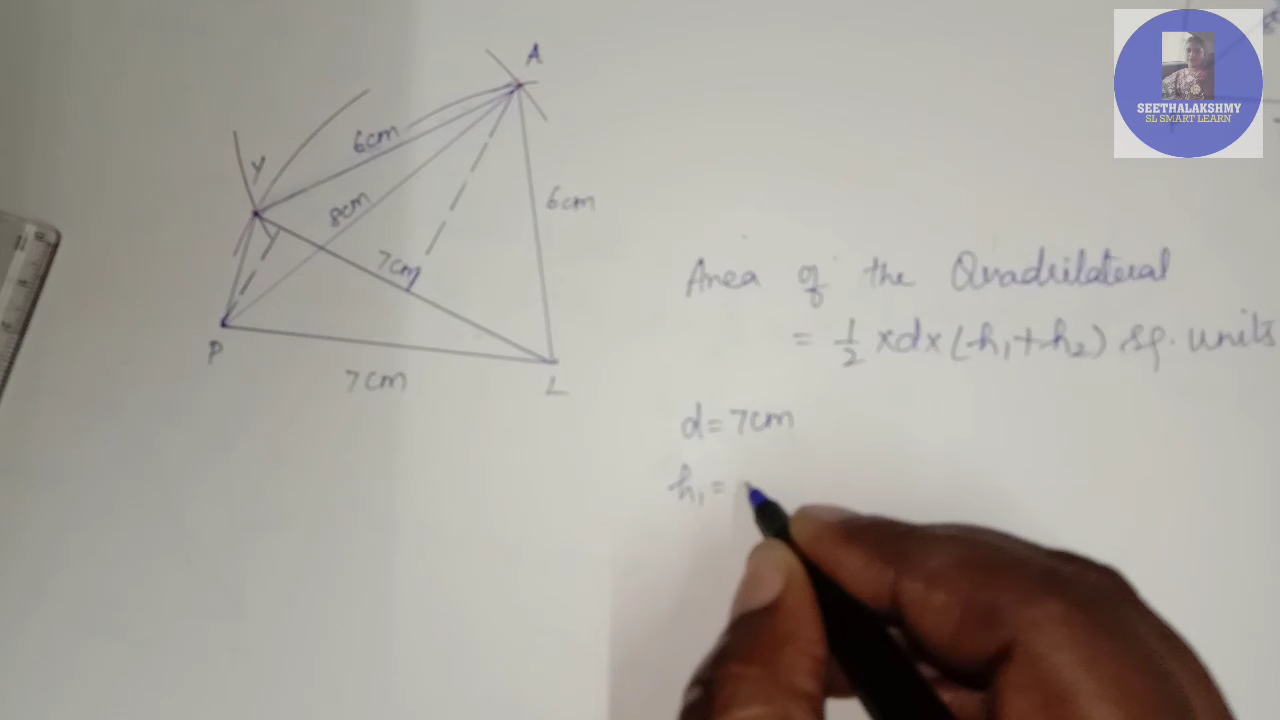 A
6cm
Y
8cm
6cm
7cm
P
7cm
L
Area of the Quadrilateral
= 1/2 x d x (h1 + h2) sq. units
d = 7cm
h1 =
SEETHALAKSHMY
SL SMART LEARN